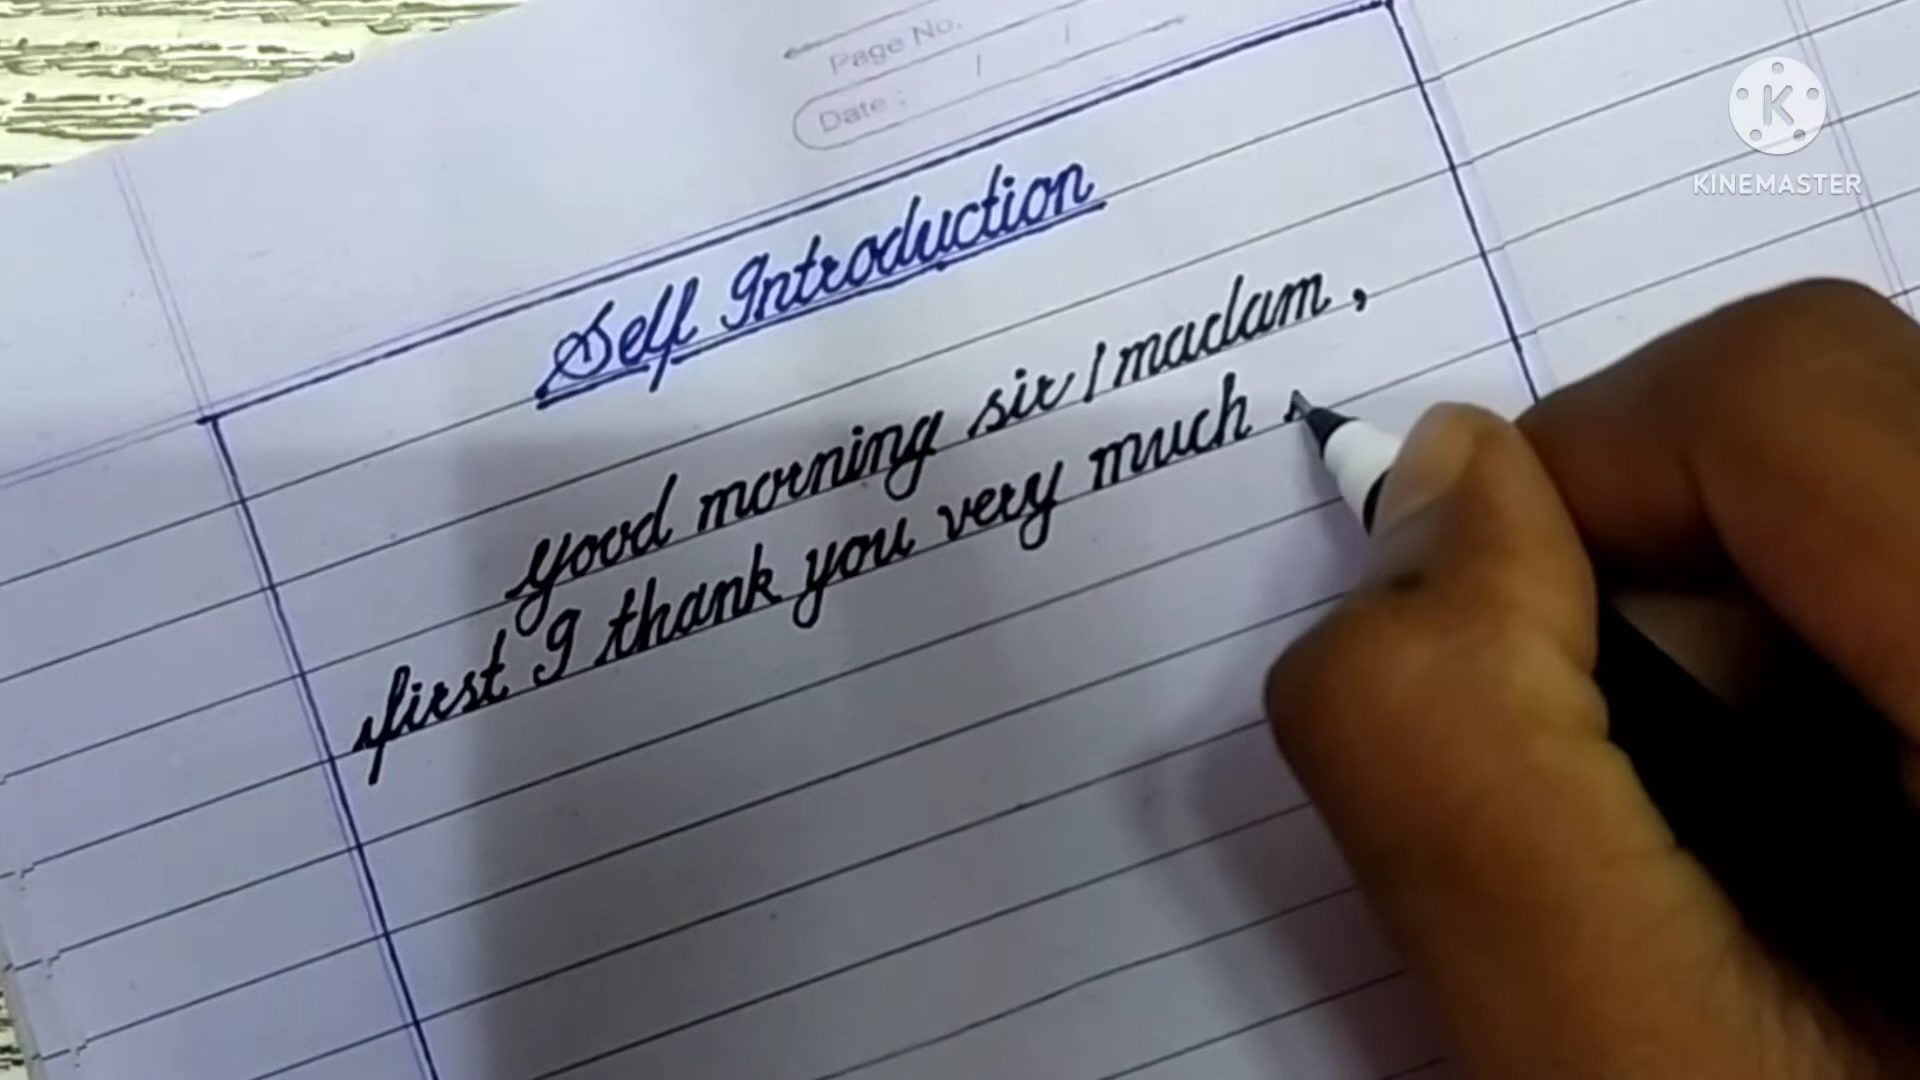 Page No.
Date : / /
Self Introduction
good morning sir / madam,
first I thank you very much
KINEMASTER